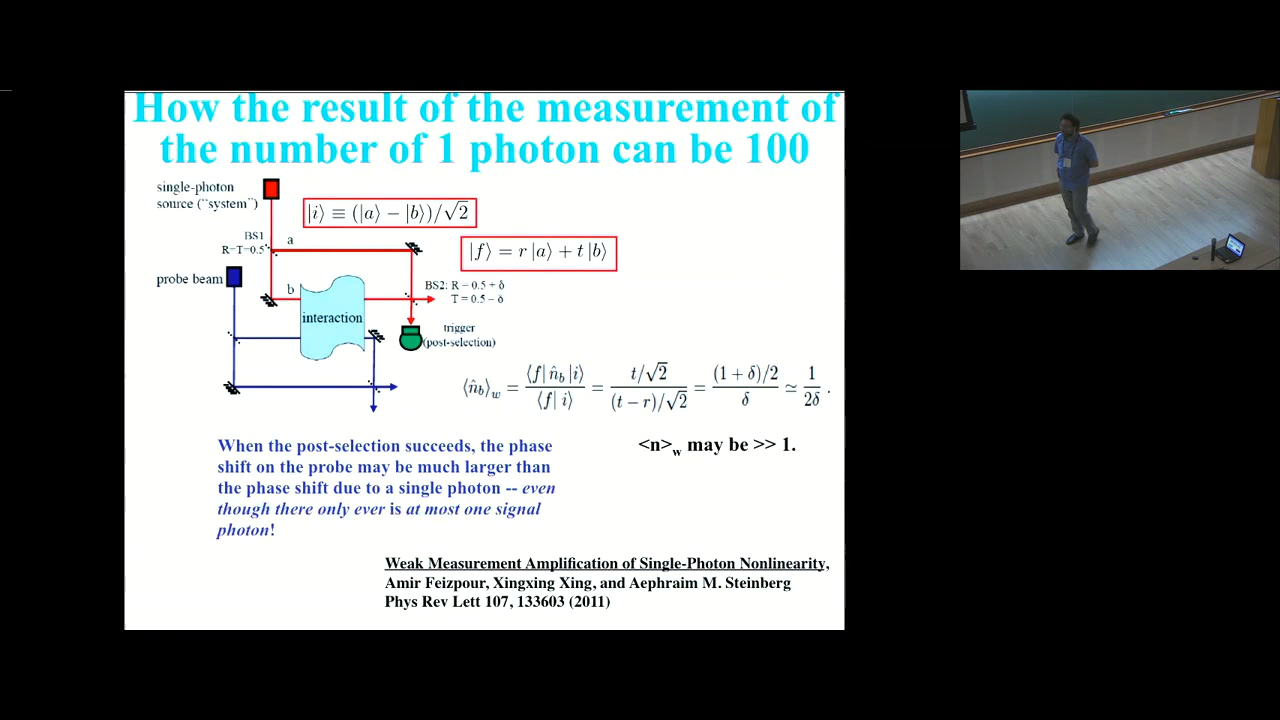 How the result of the measurement of
the number of 1 photon can be 100
single-photon
source ("system")
|i⟩ ≡ (|a⟩ − |b⟩)/√2
BS1
R=T=0.5
a
|f⟩ = r |a⟩ + t |b⟩
probe beam
b
BS2: R = 0.5 + δ
T = 0.5 − δ
interaction
trigger
(post-selection)
⟨n̂_b⟩_w = ⟨f| n̂_b |i⟩ / ⟨f| i⟩ = (t/√2) / ((t − r)/√2) = ((1 + δ)/2) / δ ≃ 1/(2δ) .
When the post-selection succeeds, the phase
shift on the probe may be much larger than
the phase shift due to a single photon -- even
though there only ever is at most one signal
photon!
<n>_w may be >> 1.
Weak Measurement Amplification of Single-Photon Nonlinearity,
Amir Feizpour, Xingxing Xing, and Aephraim M. Steinberg
Phys Rev Lett 107, 133603 (2011)